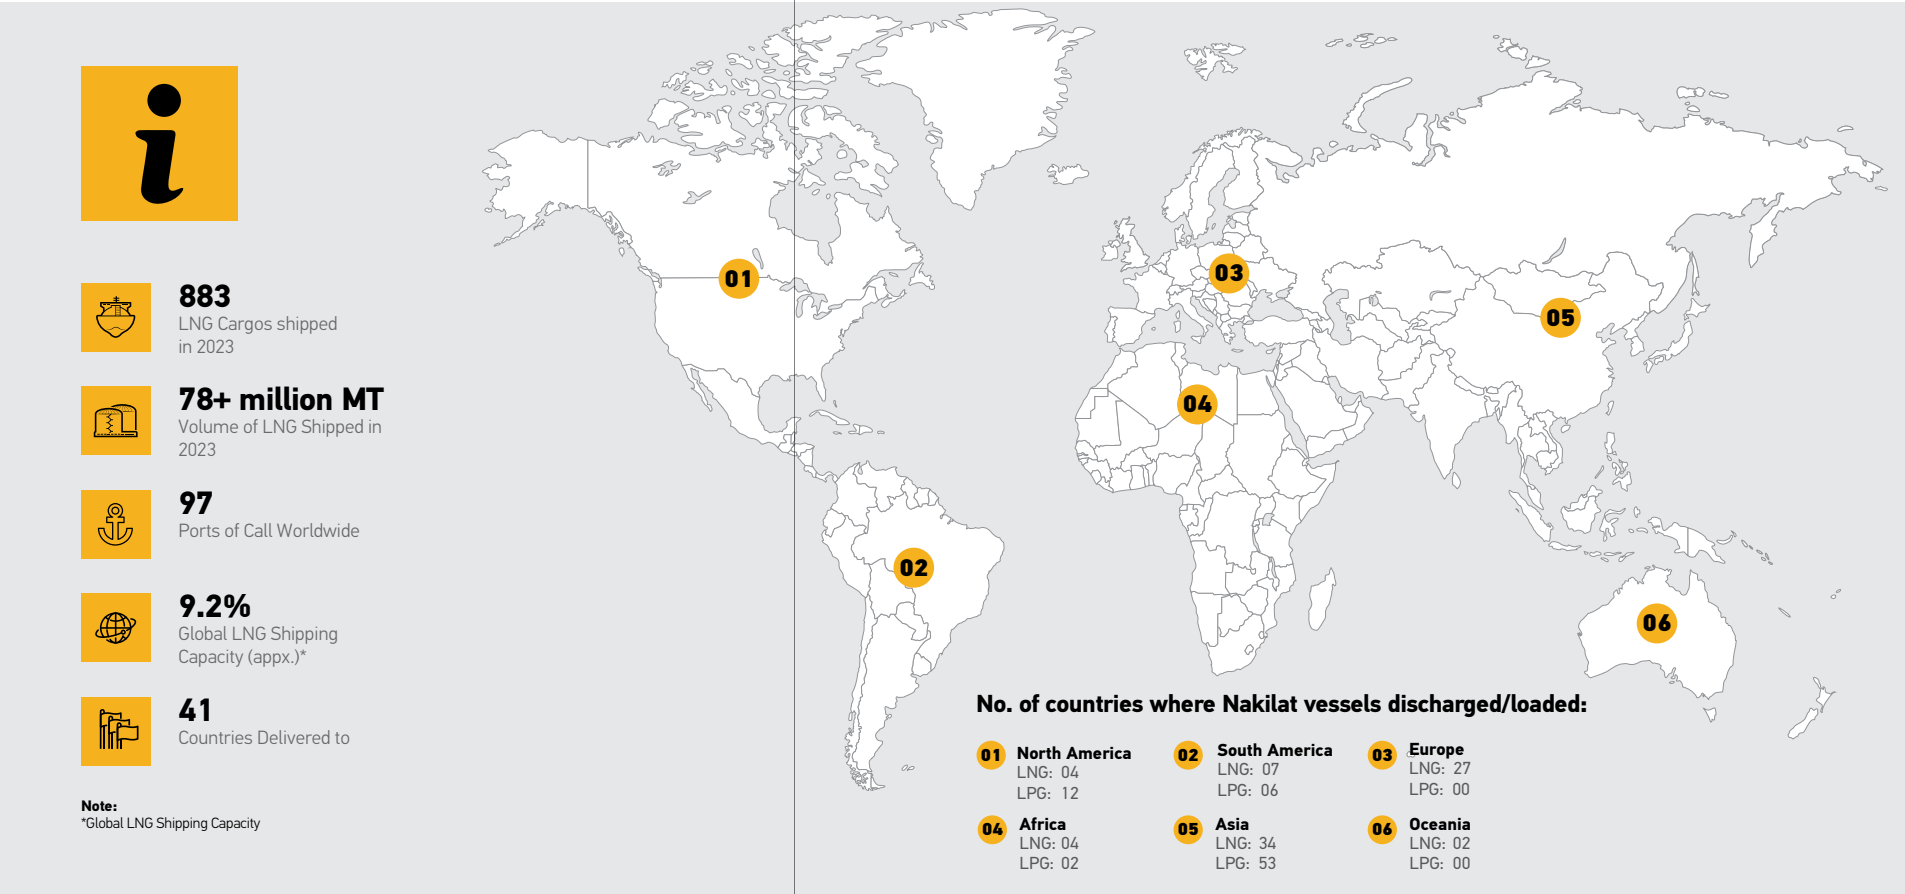 883
LNG Cargos shipped
in 2023
78+ million MT
Volume of LNG Shipped in
2023
97
Ports of Call Worldwide
9.2%
Global LNG Shipping
Capacity (appx.)*
41
Countries Delivered to
Note:
*Global LNG Shipping Capacity
01
02
03
04
05
06
No. of countries where Nakilat vessels discharged/loaded:
01 North America
LNG: 04
LPG: 12
02 South America
LNG: 07
LPG: 06
03 Europe
LNG: 27
LPG: 00
04 Africa
LNG: 04
LPG: 02
05 Asia
LNG: 34
LPG: 53
06 Oceania
LNG: 02
LPG: 00